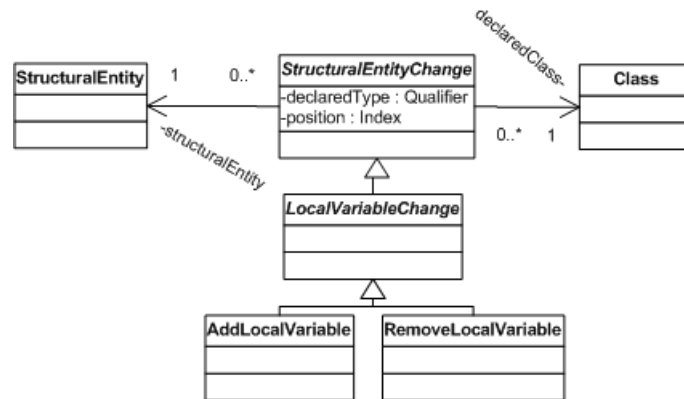 declaredClass-
StructuralEntity
1
0..*
StructuralEntityChange
Class
-declaredType : Qualifier
-position : Index
0..*
1
-structuralEntity
LocalVariableChange
AddLocalVariable
RemoveLocalVariable